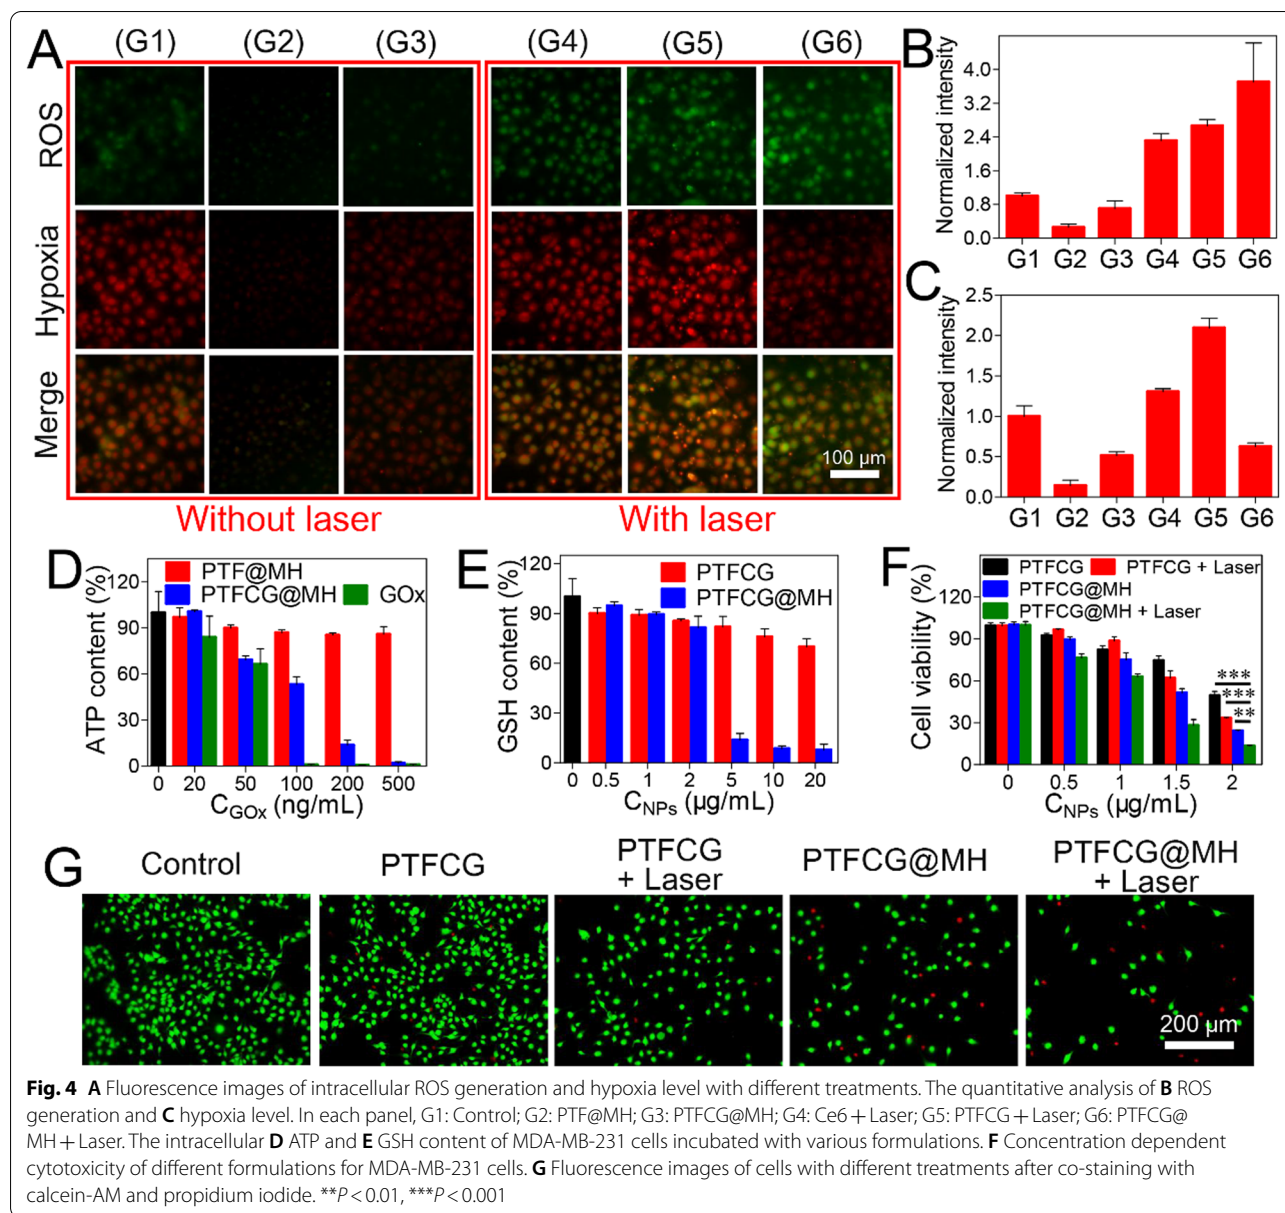 A
(G1) (G2) (G3) (G4) (G5) (G6)
ROS
Hypoxia
Merge
100 µm
Without laser
With laser
B
Normalized intensity
4.0
3.2
2.4
1.6
0.8
0.0
G1 G2 G3 G4 G5 G6
C
Normalized intensity
2.5
2.0
1.5
1.0
0.5
0.0
G1 G2 G3 G4 G5 G6
D
PTF@MH
PTFCG@MH GOx
ATP content (%)
120
90
60
30
0
0 20 50 100 200 500
C_GOx (ng/mL)
E
PTFCG
PTFCG@MH
GSH content (%)
120
90
60
30
0
0 0.5 1 2 5 10 20
C_NPs (µg/mL)
F
PTFCG PTFCG + Laser
PTFCG@MH
PTFCG@MH + Laser
Cell viability (%)
120
90
60
30
0
***
***
**
0 0.5 1 1.5 2
C_NPs (µg/mL)
G
Control
PTFCG
PTFCG
+ Laser
PTFCG@MH
PTFCG@MH
+ Laser
200 µm
Fig. 4 A Fluorescence images of intracellular ROS generation and hypoxia level with different treatments. The quantitative analysis of B ROS
generation and C hypoxia level. In each panel, G1: Control; G2: PTF@MH; G3: PTFCG@MH; G4: Ce6 + Laser; G5: PTFCG + Laser; G6: PTFCG@
MH + Laser. The intracellular D ATP and E GSH content of MDA-MB-231 cells incubated with various formulations. F Concentration dependent
cytotoxicity of different formulations for MDA-MB-231 cells. G Fluorescence images of cells with different treatments after co-staining with
calcein-AM and propidium iodide. **P < 0.01, ***P < 0.001